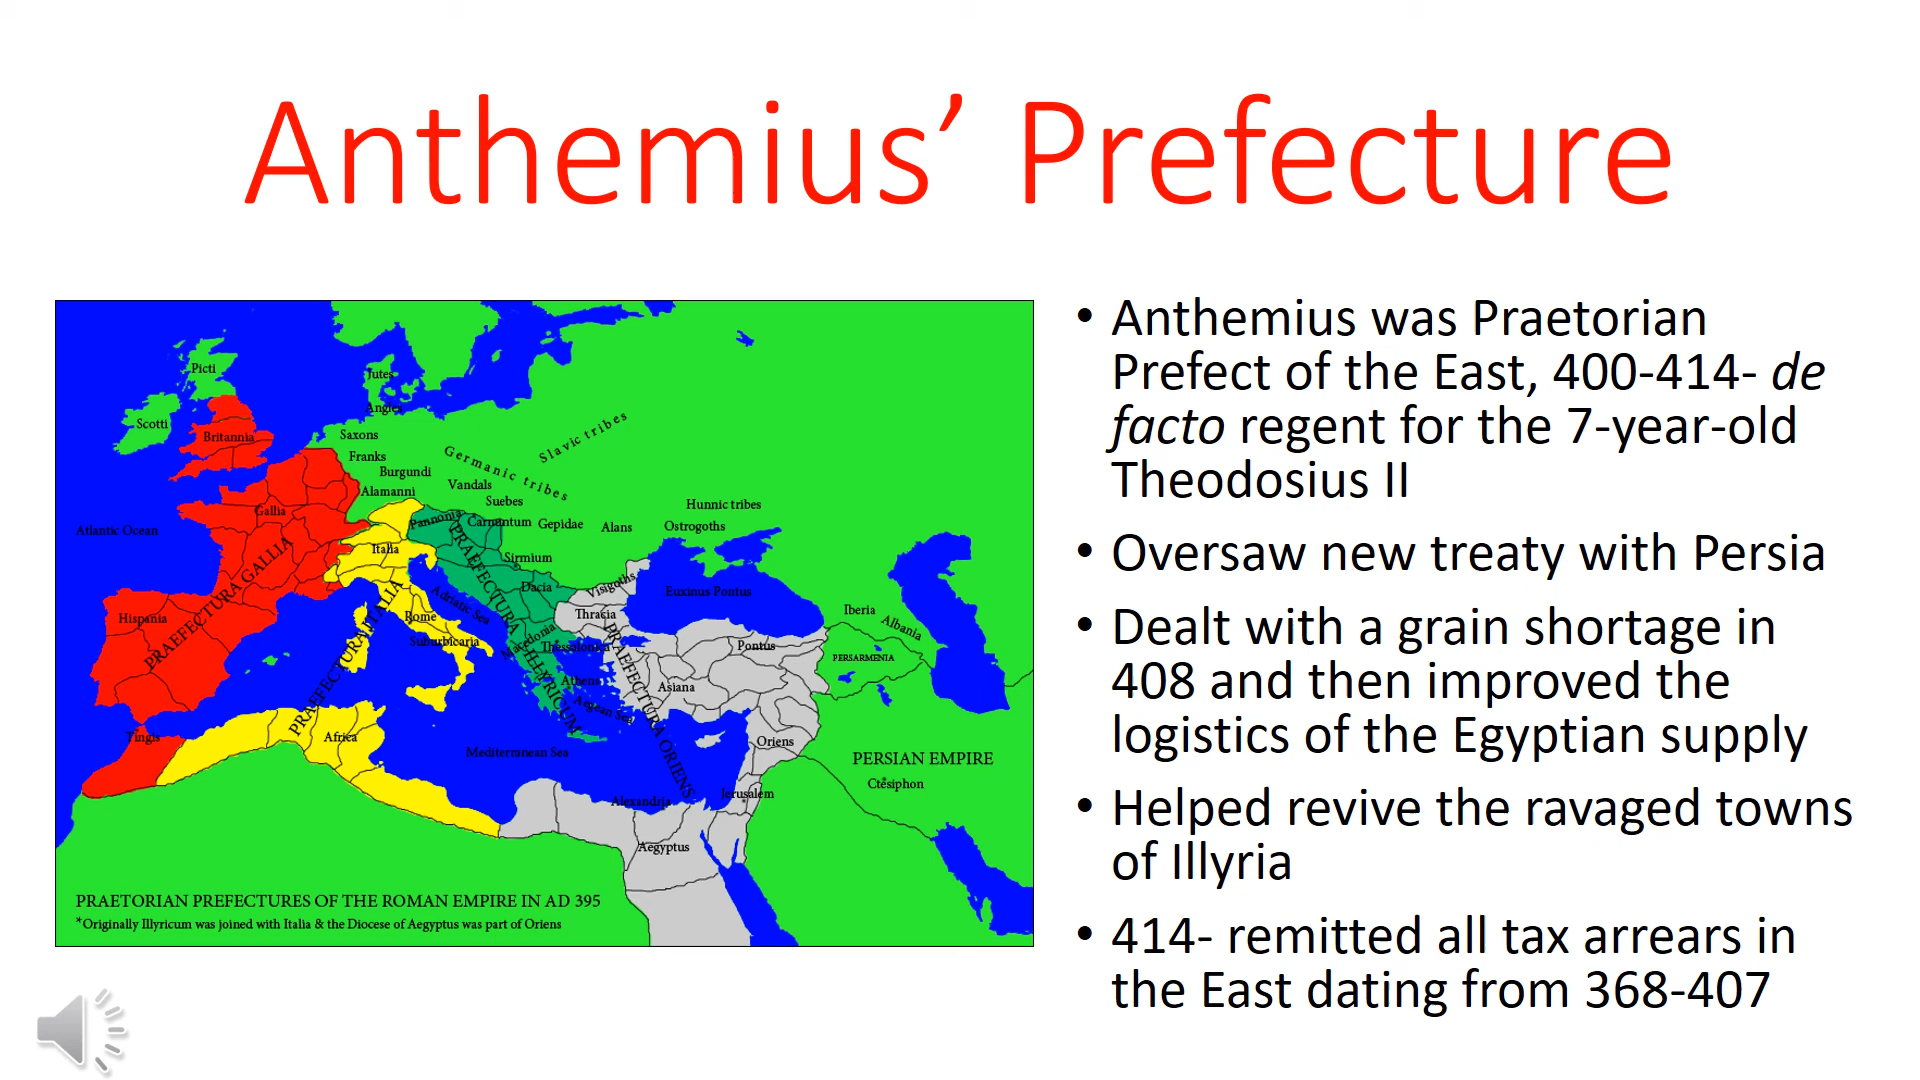 Anthemius’ Prefecture
Picti
Jutes
Angles
Scotti
Britannia
Saxons
Franks
Burgundi
Alamanni
Germanic tribes
Slavic tribes
Vandals
Suebes
Hunnic tribes
Gallia
Pannonia
Carnuntum
Gepidae
Alans
Ostrogoths
Atlantic Ocean
Italia
Sirmium
Dacia
Visigoths
Euxinus Pontus
Hispania
PRAEFECTURA GALLIA
PRAEFECTURA ITALIA
PRAEFECTURA ILLYRICUM
PRAEFECTURA ORIENS
Rome
Adriatic Sea
Thracia
Iberia
Albania
Suburbicaria
Macedonia
Thessalonica
Pontus
PERSARMENIA
Athens
Asiana
Aegean Sea
Tingis
Africa
Mediterranean Sea
Oriens
PERSIAN EMPIRE
Ctesiphon
Alexandria
Jerusalem
Aegyptus
PRAETORIAN PREFECTURES OF THE ROMAN EMPIRE IN AD 395
*Originally Illyricum was joined with Italia & the Diocese of Aegyptus was part of Oriens
• Anthemius was Praetorian
Prefect of the East, 400-414- de
facto regent for the 7-year-old
Theodosius II
• Oversaw new treaty with Persia
• Dealt with a grain shortage in
408 and then improved the
logistics of the Egyptian supply
• Helped revive the ravaged towns
of Illyria
• 414- remitted all tax arrears in
the East dating from 368-407